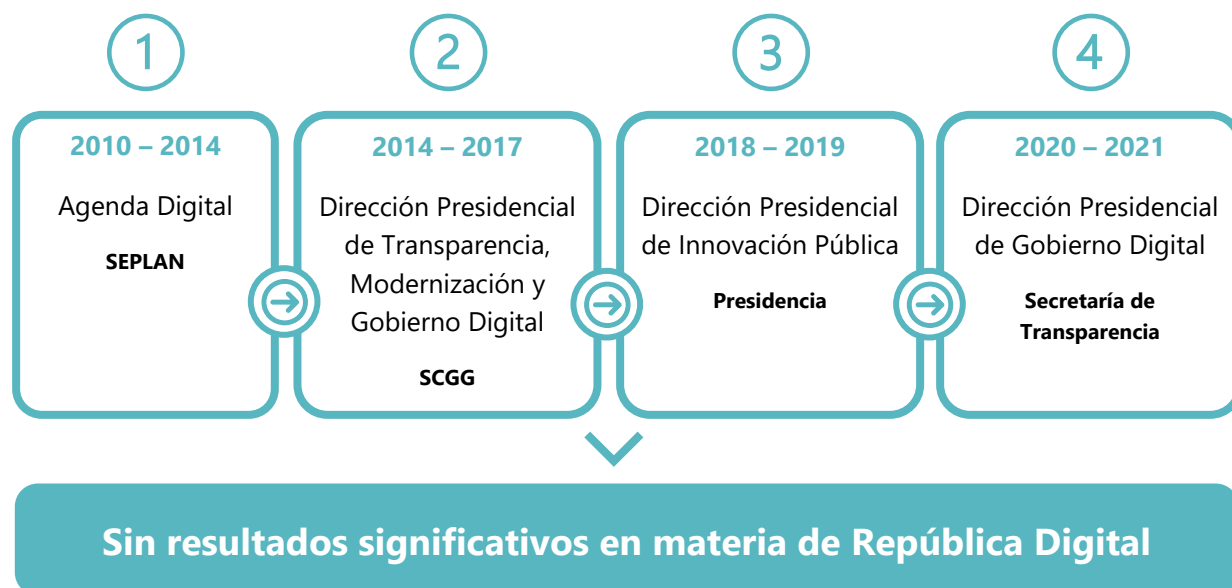 1
2010 – 2014
Agenda Digital
SEPLAN
2
2014 – 2017
Dirección Presidencial
de Transparencia,
Modernización y
Gobierno Digital
SCGG
3
2018 – 2019
Dirección Presidencial
de Innovación Pública
Presidencia
4
2020 – 2021
Dirección Presidencial
de Gobierno Digital
Secretaría de
Transparencia
Sin resultados significativos en materia de República Digital